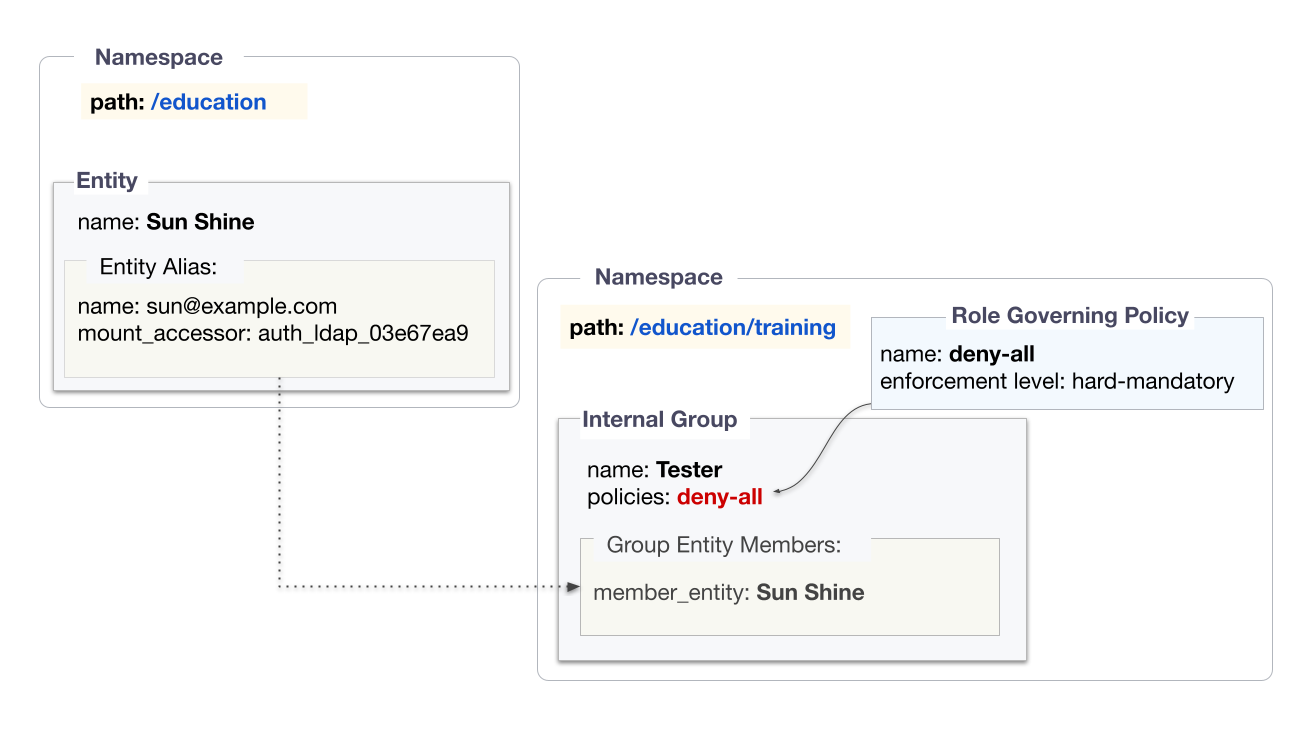 Namespace
path: /education
Entity
name: Sun Shine
Entity Alias:
name: sun@example.com
mount_accessor: auth_ldap_03e67ea9
Namespace
path: /education/training
Role Governing Policy
name: deny-all
enforcement level: hard-mandatory
Internal Group
name: Tester
policies: deny-all
Group Entity Members:
member_entity: Sun Shine